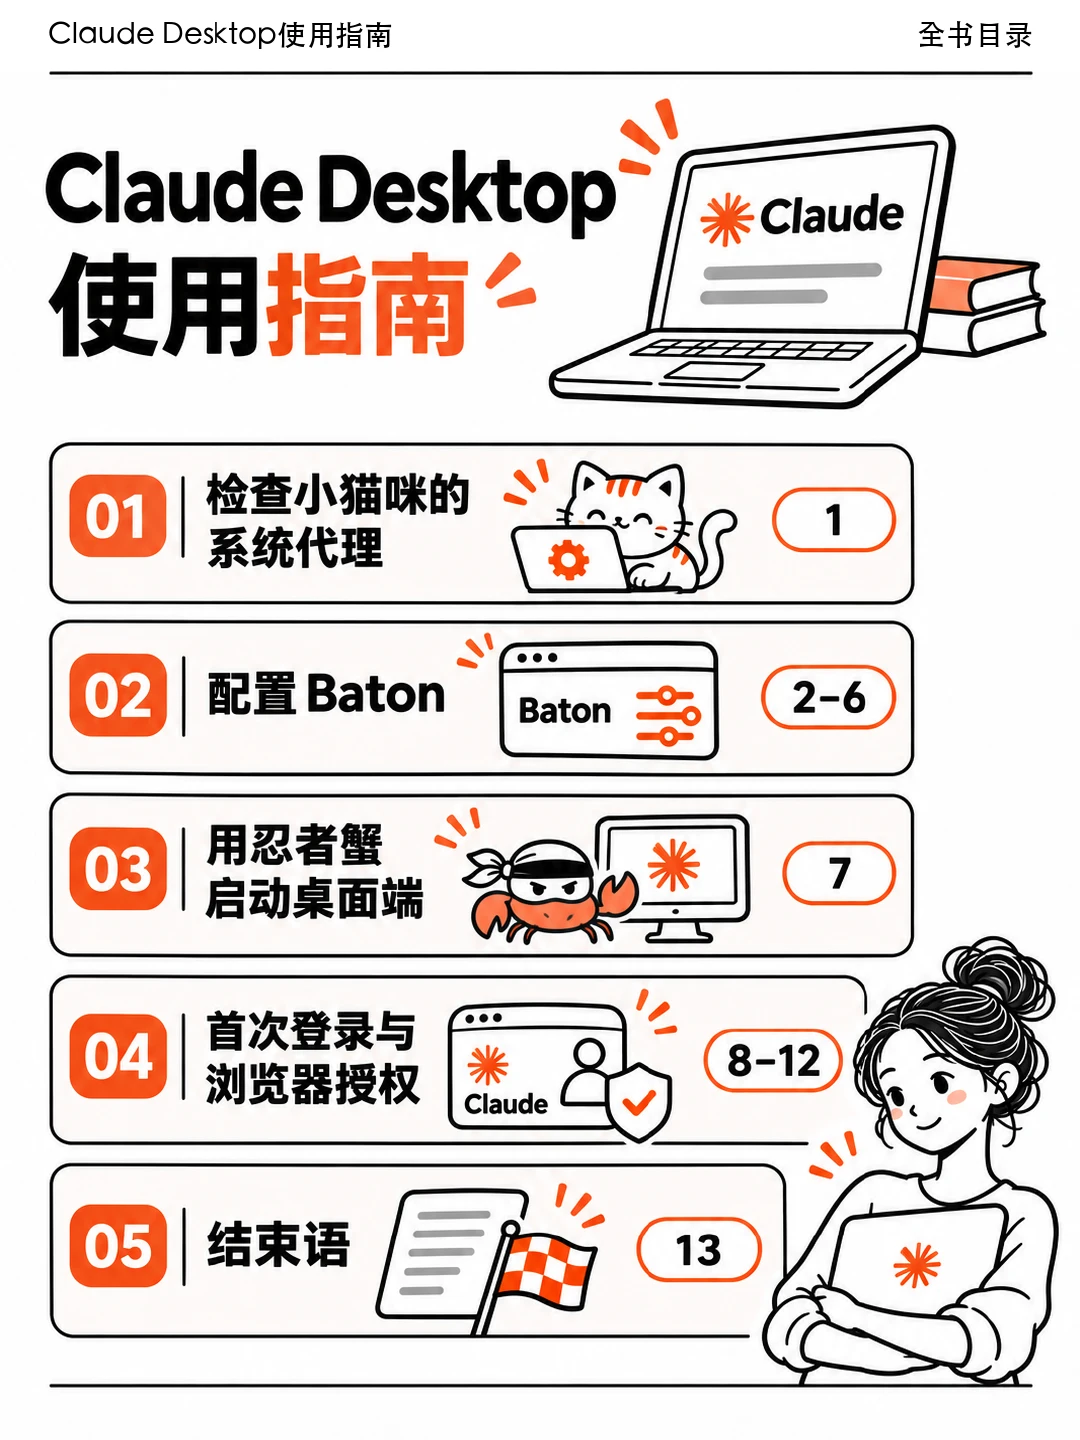 Claude Desktop使用指南
全书目录
Claude Desktop
使用指南
Claude
01
检查小猫咪的
系统代理
1
02
配置 Baton
Baton
2-6
03
用忍者蟹
启动桌面端
7
04
首次登录与
浏览器授权
Claude
8-12
05
结束语
13